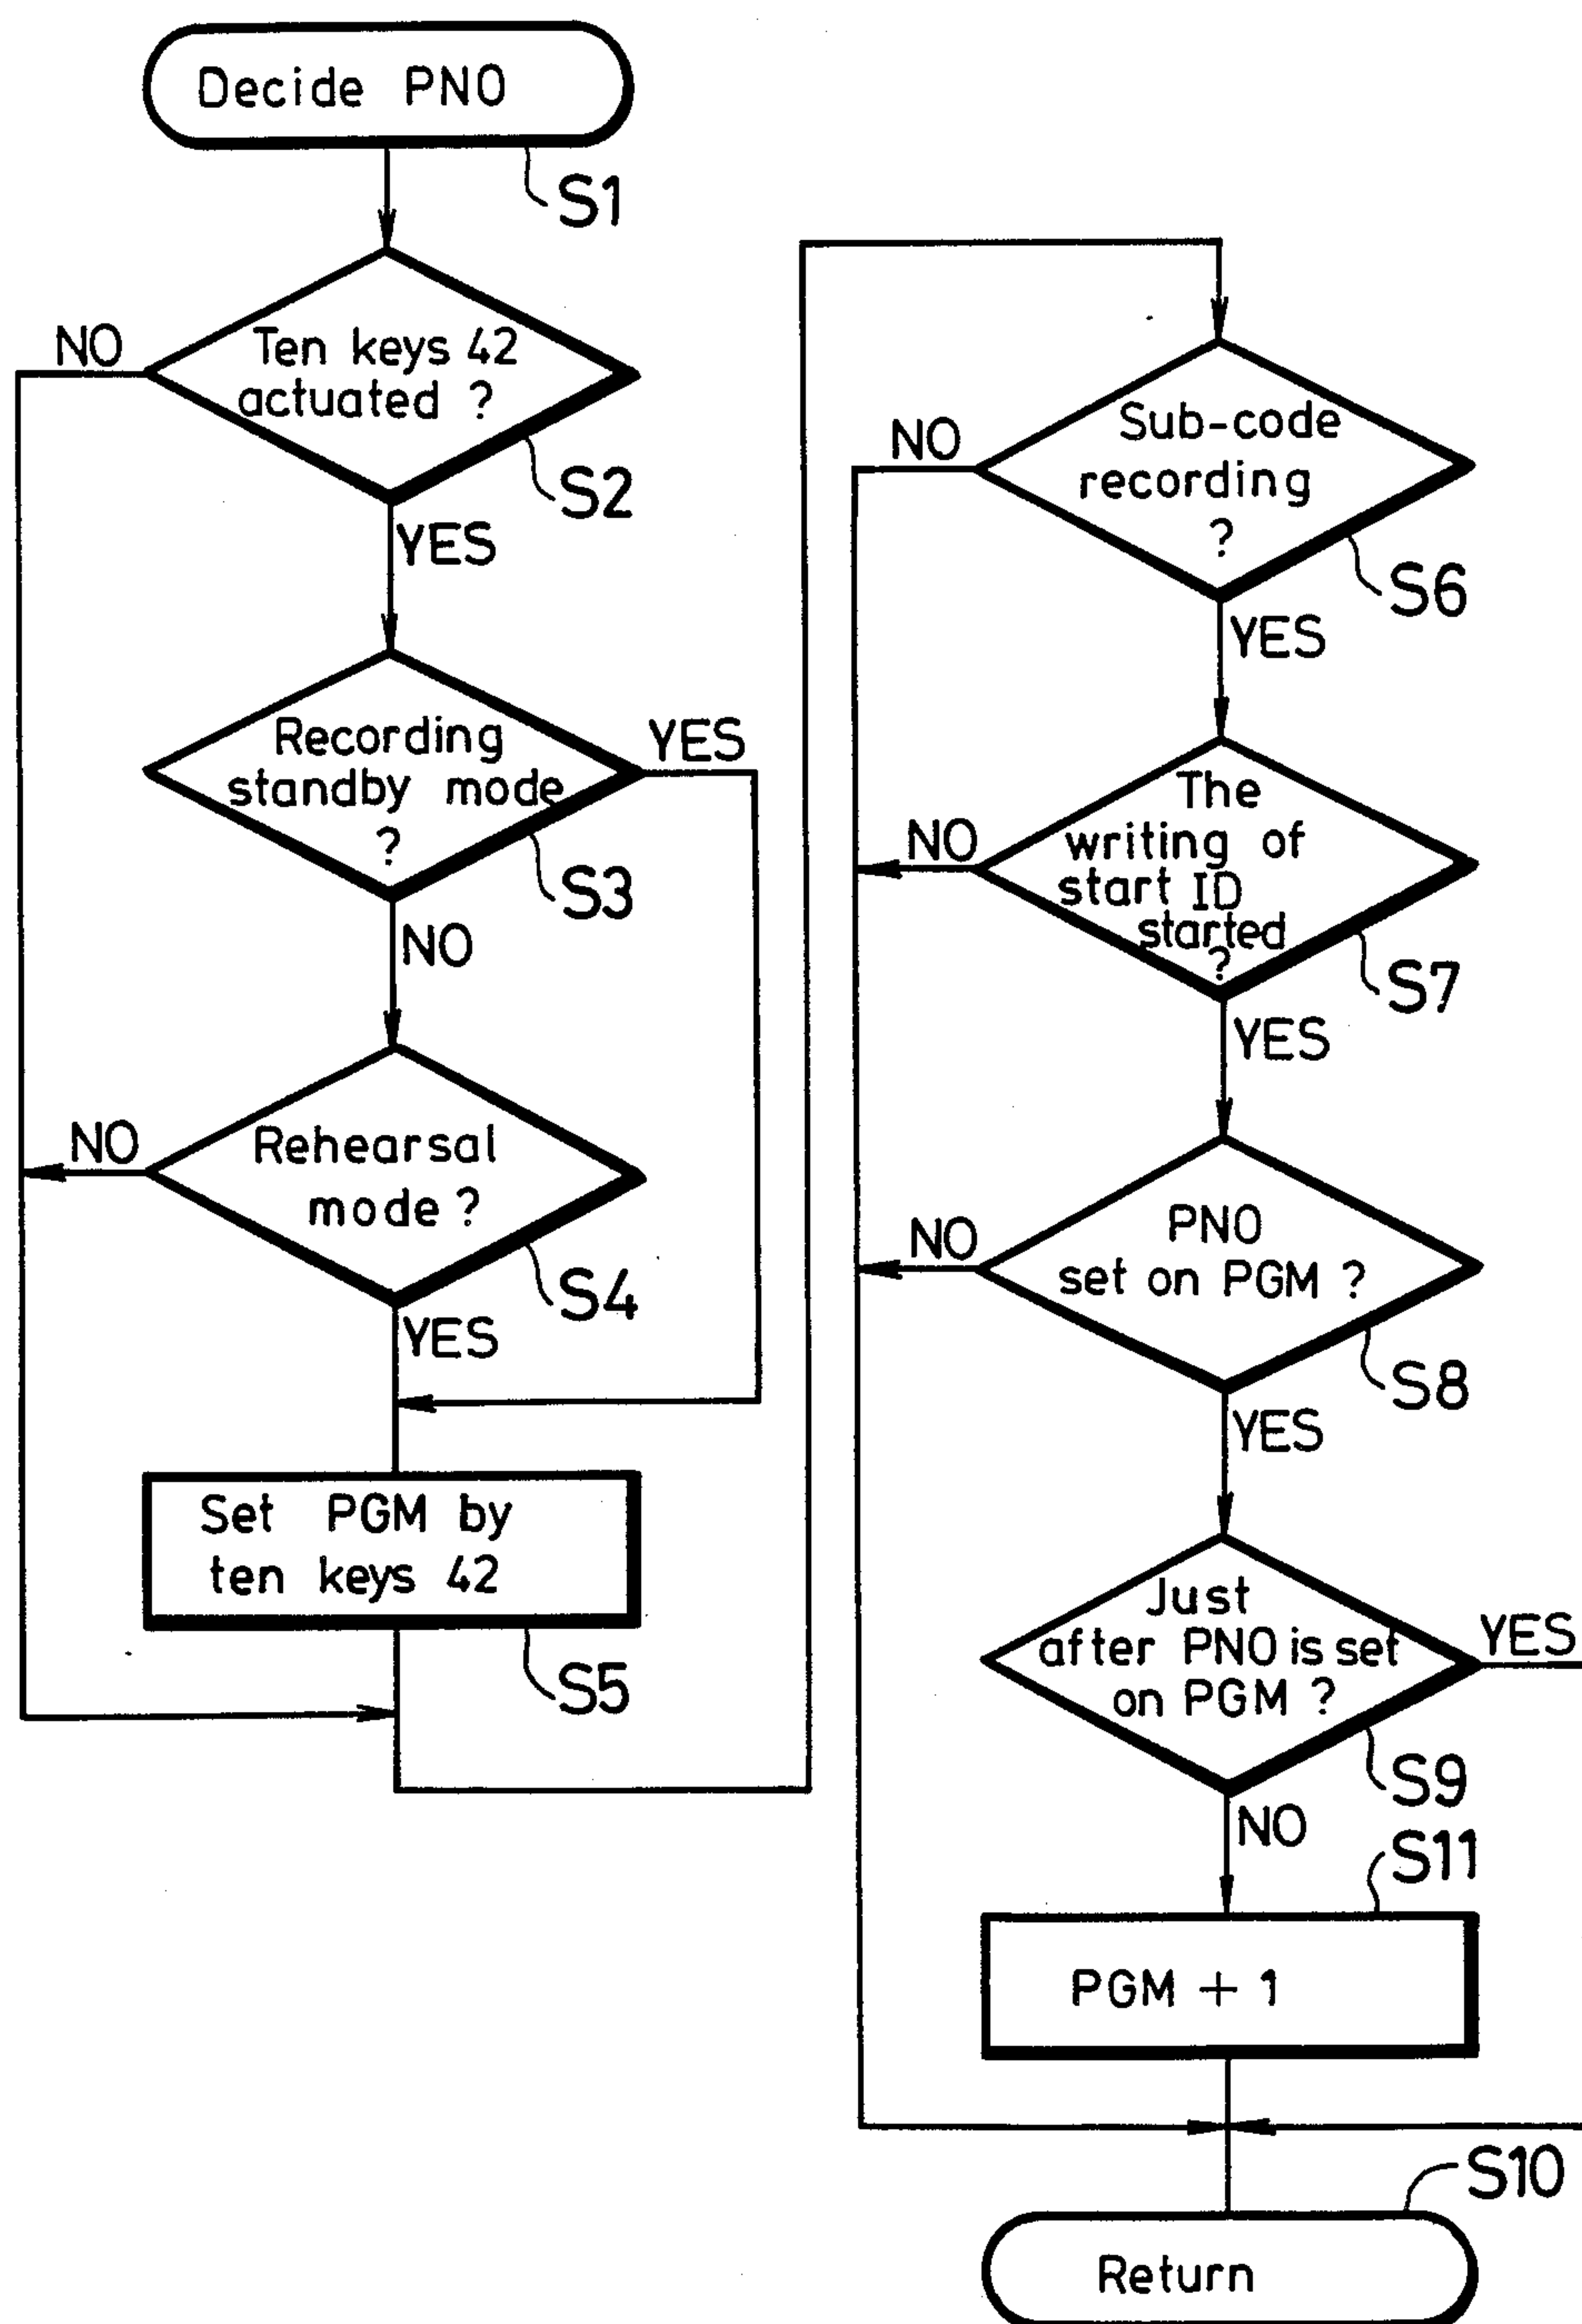 Decide PNO
S1
Ten keys 42
actuated ?
NO
S2
YES
Recording
standby mode
?
YES
S3
NO
Rehearsal
mode ?
NO
S4
YES
Set PGM by
ten keys 42
S5
Sub-code
recording
?
NO
S6
YES
The
writing of
start ID
started
?
NO
S7
YES
PNO
set on PGM ?
NO
S8
YES
Just
after PNO is set
on PGM ?
YES
S9
NO
S11
PGM + 1
S10
Return